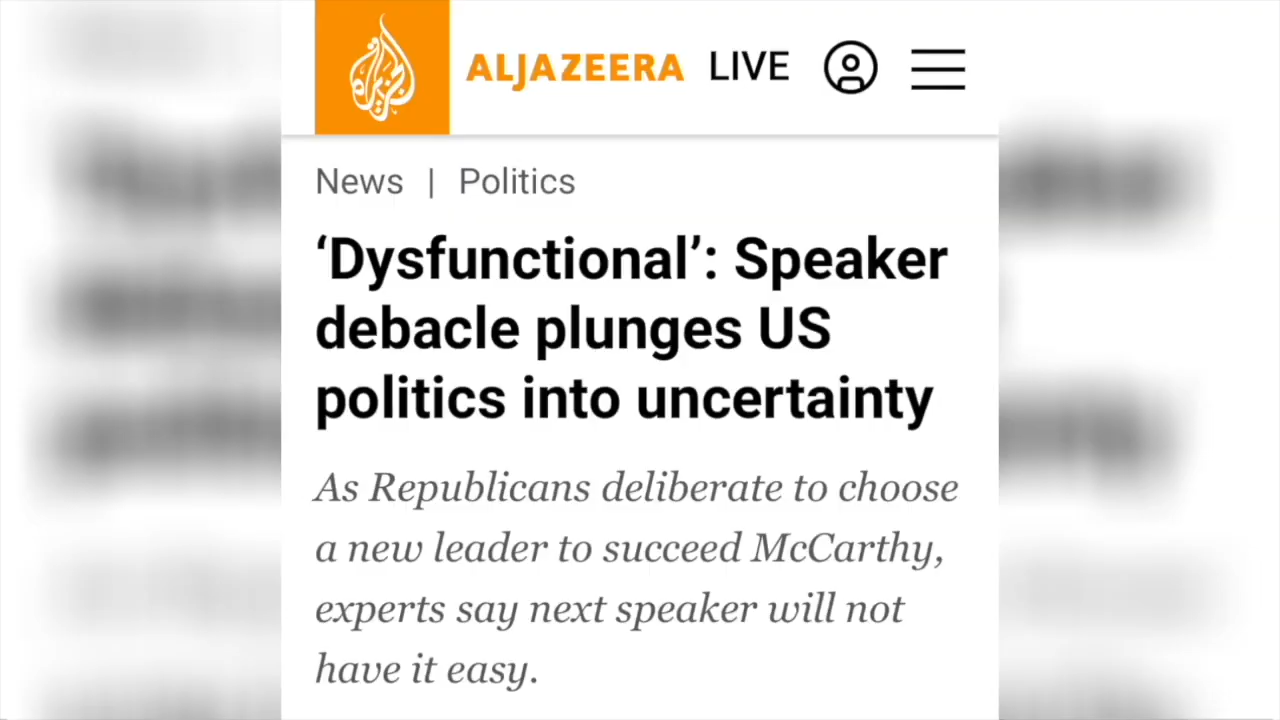 ALJAZEERA LIVE
News | Politics
‘Dysfunctional’: Speaker
debacle plunges US
politics into uncertainty
As Republicans deliberate to choose
a new leader to succeed McCarthy,
experts say next speaker will not
have it easy.